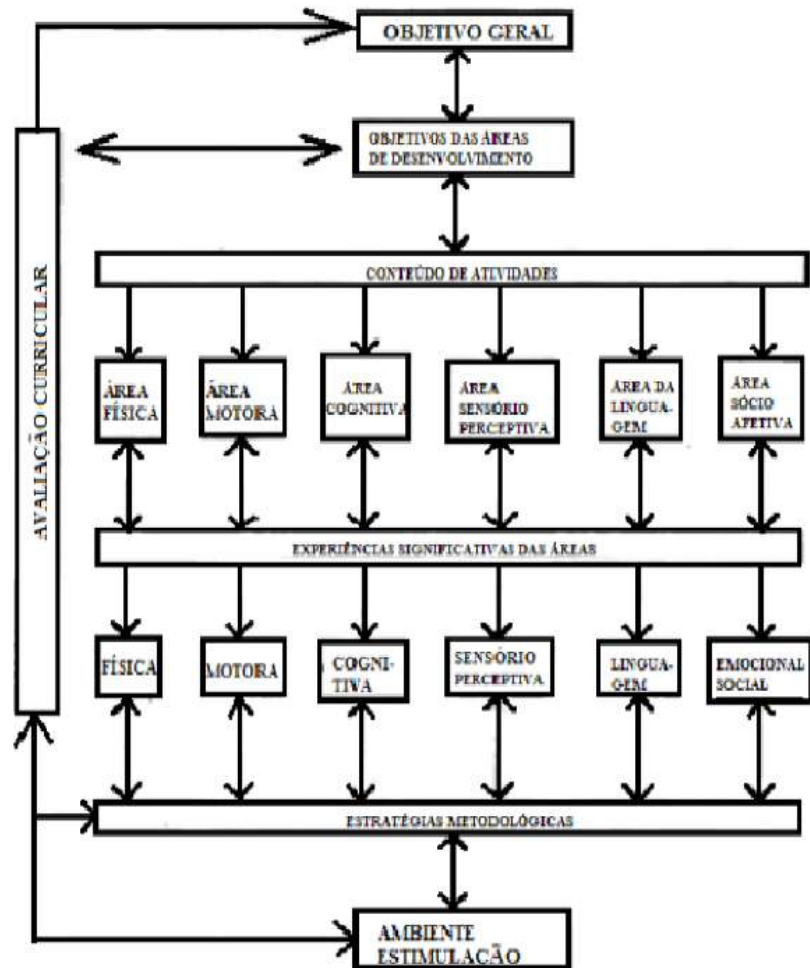 OBJETIVO GERAL
OBJETIVOS DAS ÁREAS
DE DESENVOLVIMENTO
AVALIAÇÃO CURRICULAR
CONTEÚDO DE ATIVIDADES
ÁREA
FÍSICA
ÁREA
MOTOIRA
ÁREA
COGNITIVA
ÁREA
SENSÓRIO
PERCEPTIVA
ÁREA DA
LINGUA-
GEM
ÁREA
SÓCIO
AFETIVA
EXPERIÊNCIAS SIGNIFICATIVAS DAS ÁREAS
FÍSICA
MOTOIRA
COGNI-
TIVA
SENSÓRIO
PERCEPTIVA
LINGUA-
GEM
EMOCIONAL
SOCIAL
ESTRATÉGIAS METODOLÓGICAS
AMBIENTE
ESTIMULAÇÃO